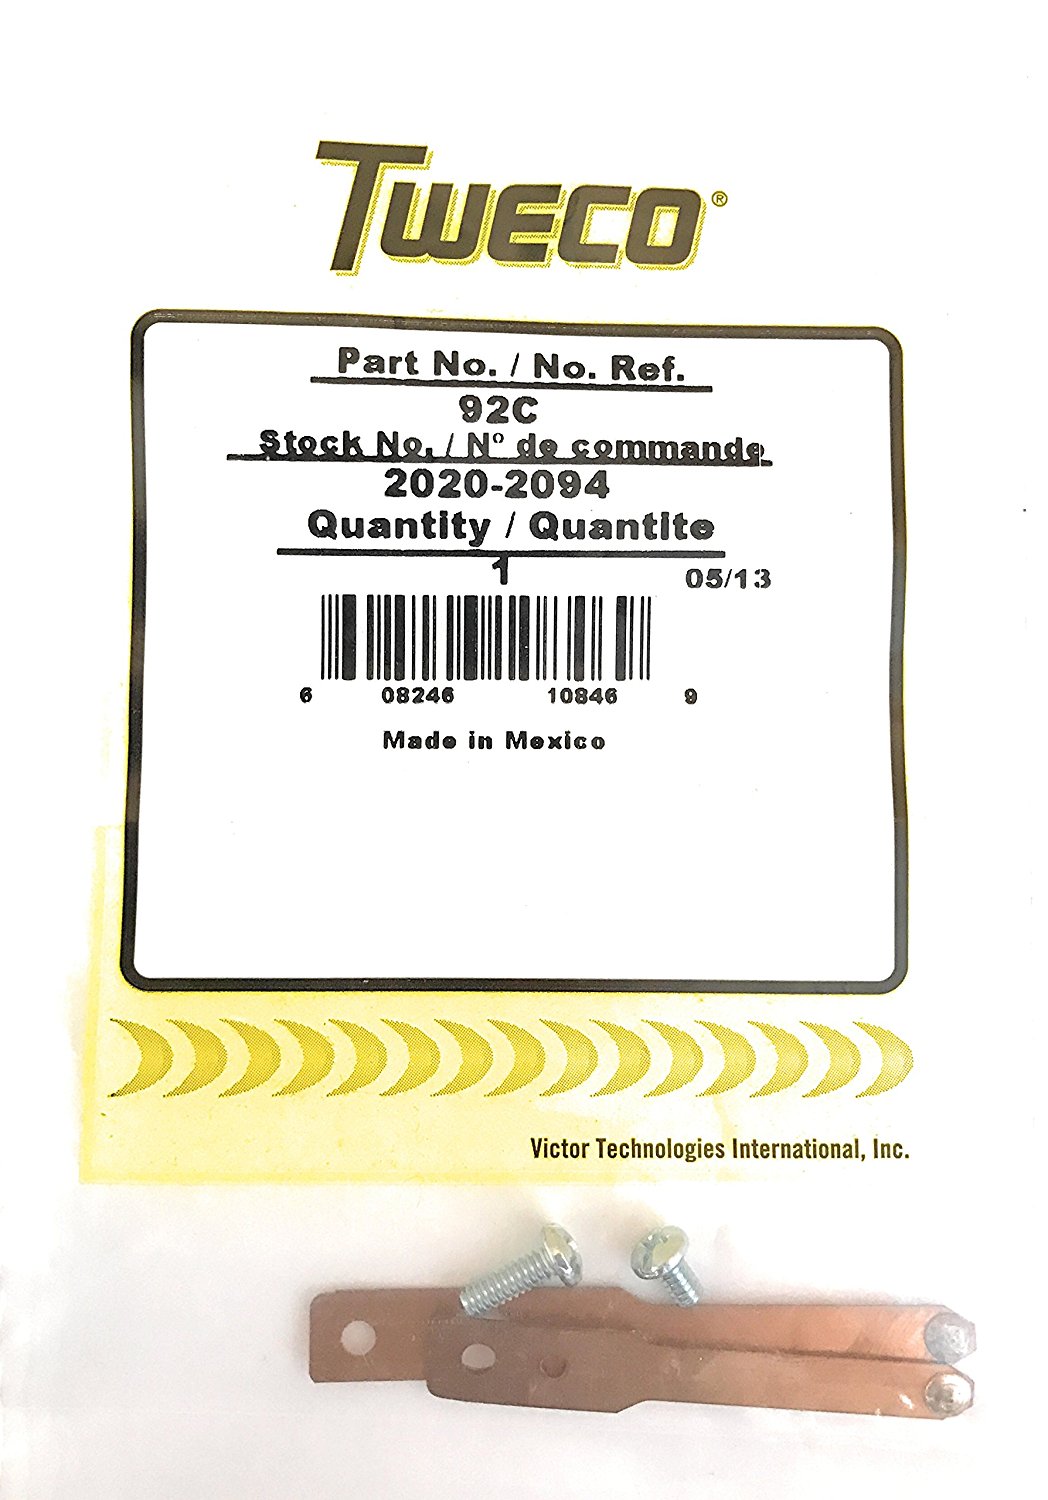 TWECO®
Part No. / No. Ref.
92C
Stock No. / Nº de commande
2020-2094
Quantity / Quantite
1 05/13
6 08246 10846 9
Made in Mexico
Victor Technologies International, Inc.